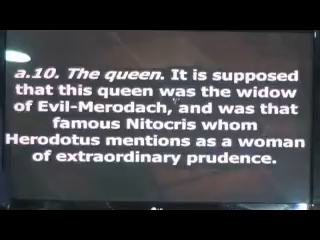 a.10. The queen. It is supposed
that this queen was the widow
of Evil-Merodach, and was that
famous Nitocris whom
Herodotus mentions as a woman
of extraordinary prudence.
LG